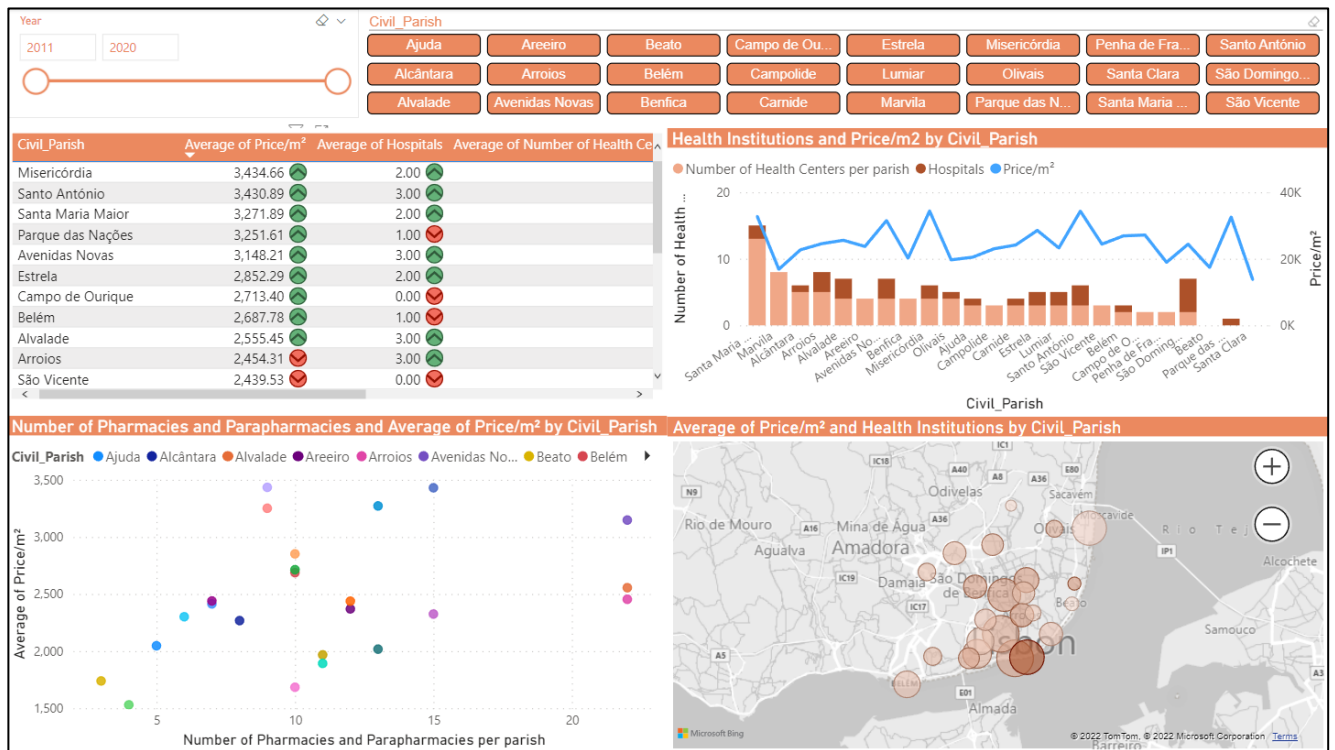 Year
2011 2020
Civil_Parish
Ajuda Areeiro Beato Campo de Ou... Estrela Misericórdia Penha de Fra... Santo António
Alcântara Arroios Belém Campolide Lumiar Olivais Santa Clara São Domingo...
Alvalade Avenidas Novas Benfica Carnide Marvila Parque das N... Santa Maria ... São Vicente
Civil_Parish Average of Price/m² Average of Hospitals Average of Number of Health Ce
Misericórdia 3,434.66 2.00
Santo António 3,430.89 3.00
Santa Maria Maior 3,271.89 2.00
Parque das Nações 3,251.61 1.00
Avenidas Novas 3,148.21 3.00
Estrela 2,852.29 2.00
Campo de Ourique 2,713.40 0.00
Belém 2,687.78 1.00
Alvalade 2,555.45 3.00
Arroios 2,454.31 3.00
São Vicente 2,439.53 0.00
Health Institutions and Price/m2 by Civil_Parish
Number of Health Centers per parish Hospitals Price/m²
Number of Health ...
20
10
0
40K
20K
0K
Price/m²
Santa Maria ...
Marvila
Alcântara
Arroios
Alvalade
Areeiro
Avenidas No...
Benfica
Misericórdia
Olivais
Ajuda
Campolide
Carnide
Estrela
Lumiar
Santo António
São Vicente
Belém
Campo de O...
Penha de Fra...
São Doming...
Beato
Parque das ...
Santa Clara
Civil_Parish
Number of Pharmacies and Parapharmacies and Average of Price/m² by Civil_Parish
Civil_Parish Ajuda Alcântara Alvalade Areeiro Arroios Avenidas No... Beato Belém
Average of Price/m²
3,500
3,000
2,500
2,000
1,500
5 10 15 20
Number of Pharmacies and Parapharmacies per parish
Average of Price/m² and Health Institutions by Civil_Parish
IC1
IC18
A40
A8
A36
E80
N9
Odivelas
Sacavém
Rio de Mouro
A16
Mina de Água
A36
Olivais
Moscavide
Rio Tej
Agualva
Amadora
IP1
Alcochete
IC19
Damaia
São Domingos
de Benfica
IC17
Beato
Samouco
Lisbon
A5
BELÉM
E01
Almada
Barreiro
Microsoft Bing
© 2022 TomTom, © 2022 Microsoft Corporation Terms